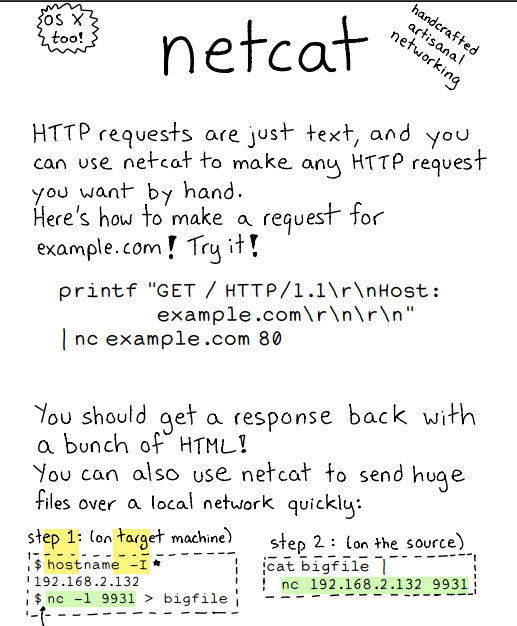 OS X
too!
netcat
handcrafted
artisanal
networking
HTTP requests are just text, and you
can use netcat to make any HTTP request
you want by hand.
Here's how to make a request for
example.com! Try it!
printf "GET / HTTP/1.1\r\nHost:
example.com\r\n\r\n"
| nc example.com 80
You should get a response back with
a bunch of HTML!
You can also use netcat to send huge
files over a local network quickly:
step 1: (on target machine)
$ hostname -I *
192.168.2.132
$ nc -l 9931 > bigfile
step 2: (on the source)
cat bigfile |
nc 192.168.2.132 9931